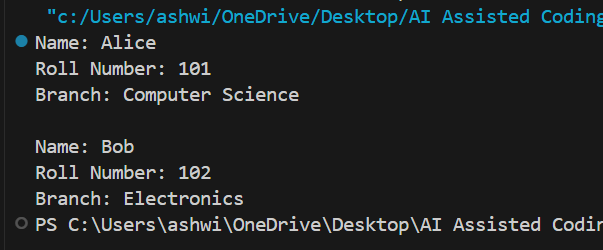 "c:/Users/ashwi/OneDrive/Desktop/AI Assisted Coding
Name: Alice
Roll Number: 101
Branch: Computer Science
Name: Bob
Roll Number: 102
Branch: Electronics
PS C:\Users\ashwi\OneDrive\Desktop\AI Assisted